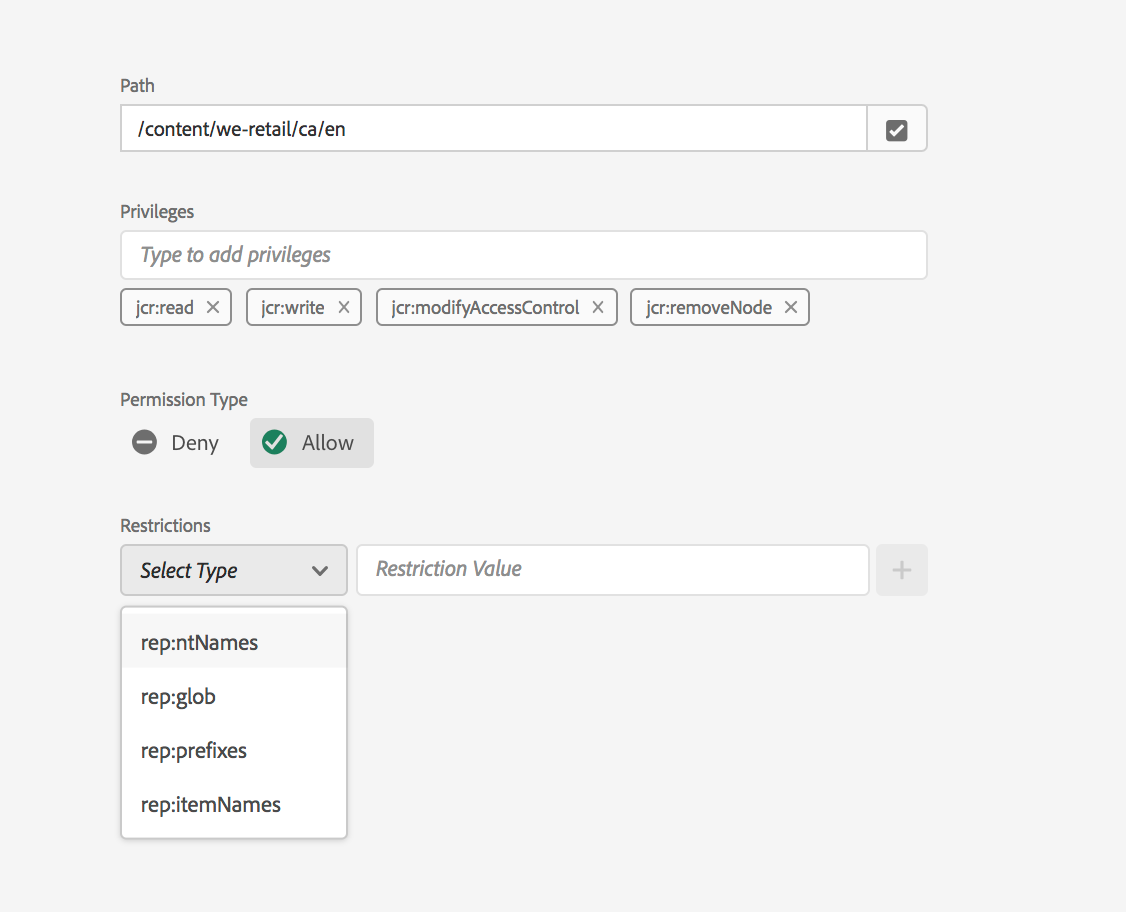 Path
/content/we-retail/ca/en
Privileges
Type to add privileges
jcr:read jcr:write jcr:modifyAccessControl jcr:removeNode
Permission Type
Deny Allow
Restrictions
Select Type Restriction Value
rep:ntNames
rep:glob
rep:prefixes
rep:itemNames